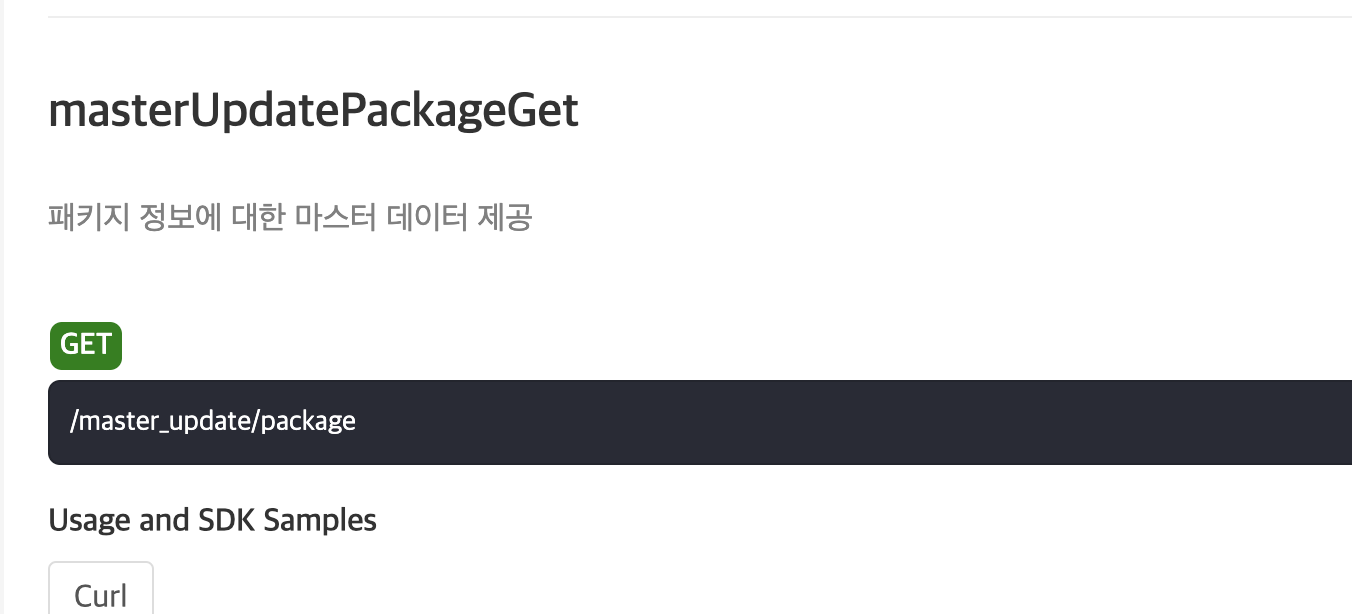 masterUpdatePackageGet
패키지 정보에 대한 마스터 데이터 제공
GET
/master_update/package
Usage and SDK Samples
Curl